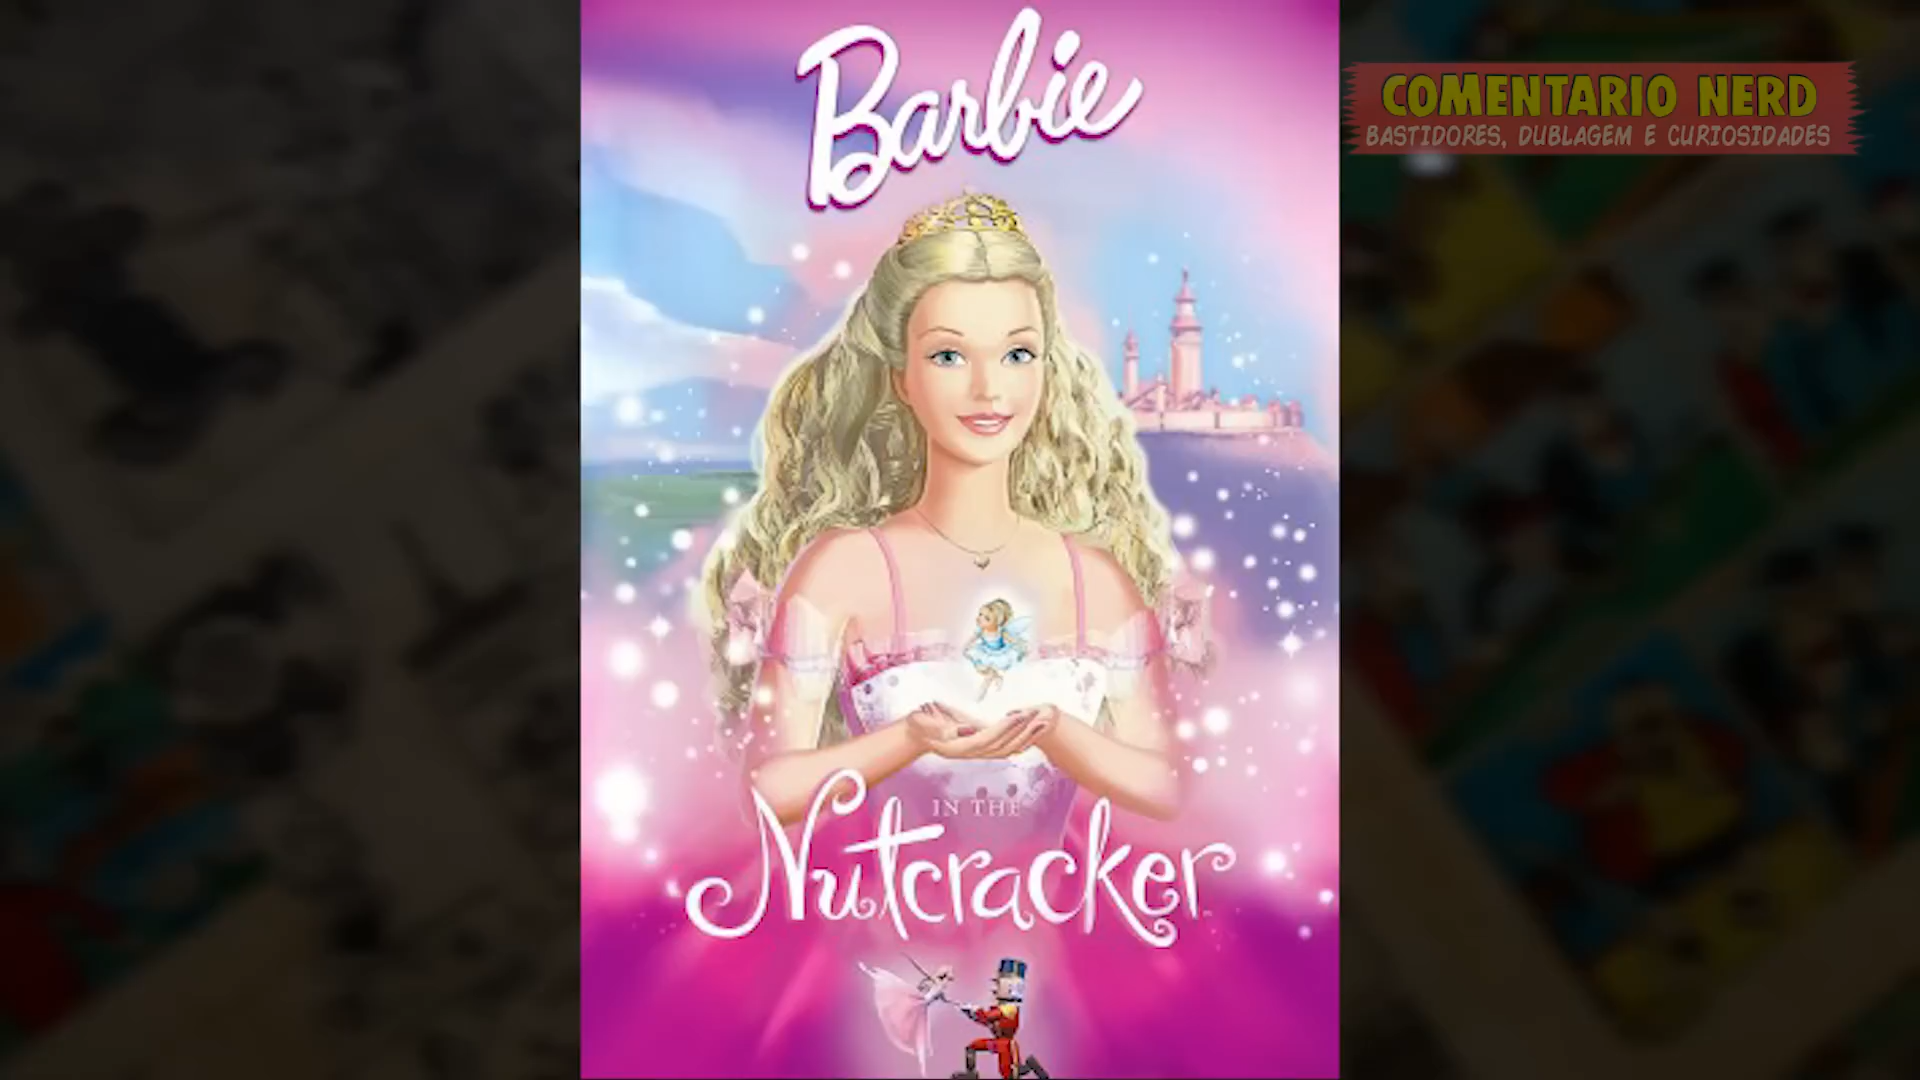 Barbie
COMENTARIO NERD
BASTIDORES, DUBLAGEM E CURIOSIDADES
IN THE
Nutcracker